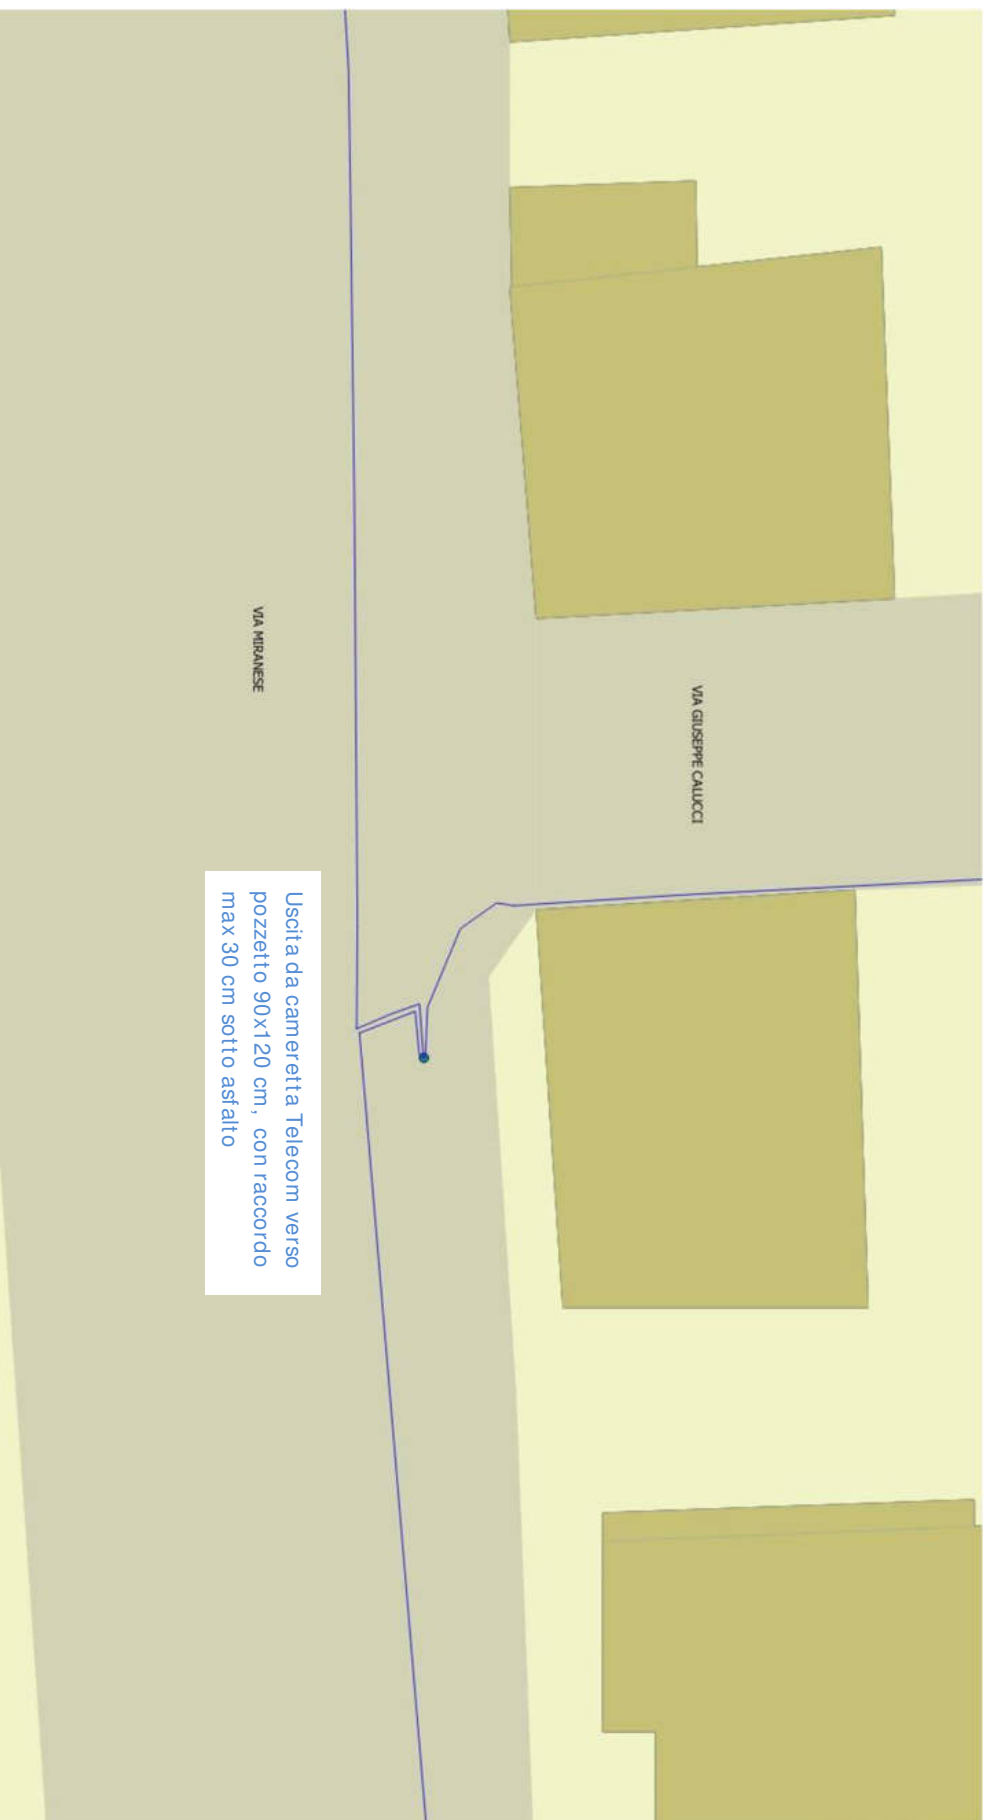 VIA GIUSEPPE CALUCCI
VIA MIRANESE
Uscita da cameretta Telecom verso
pozzetto 90x120 cm, con raccordo
max 30 cm sotto asfalto